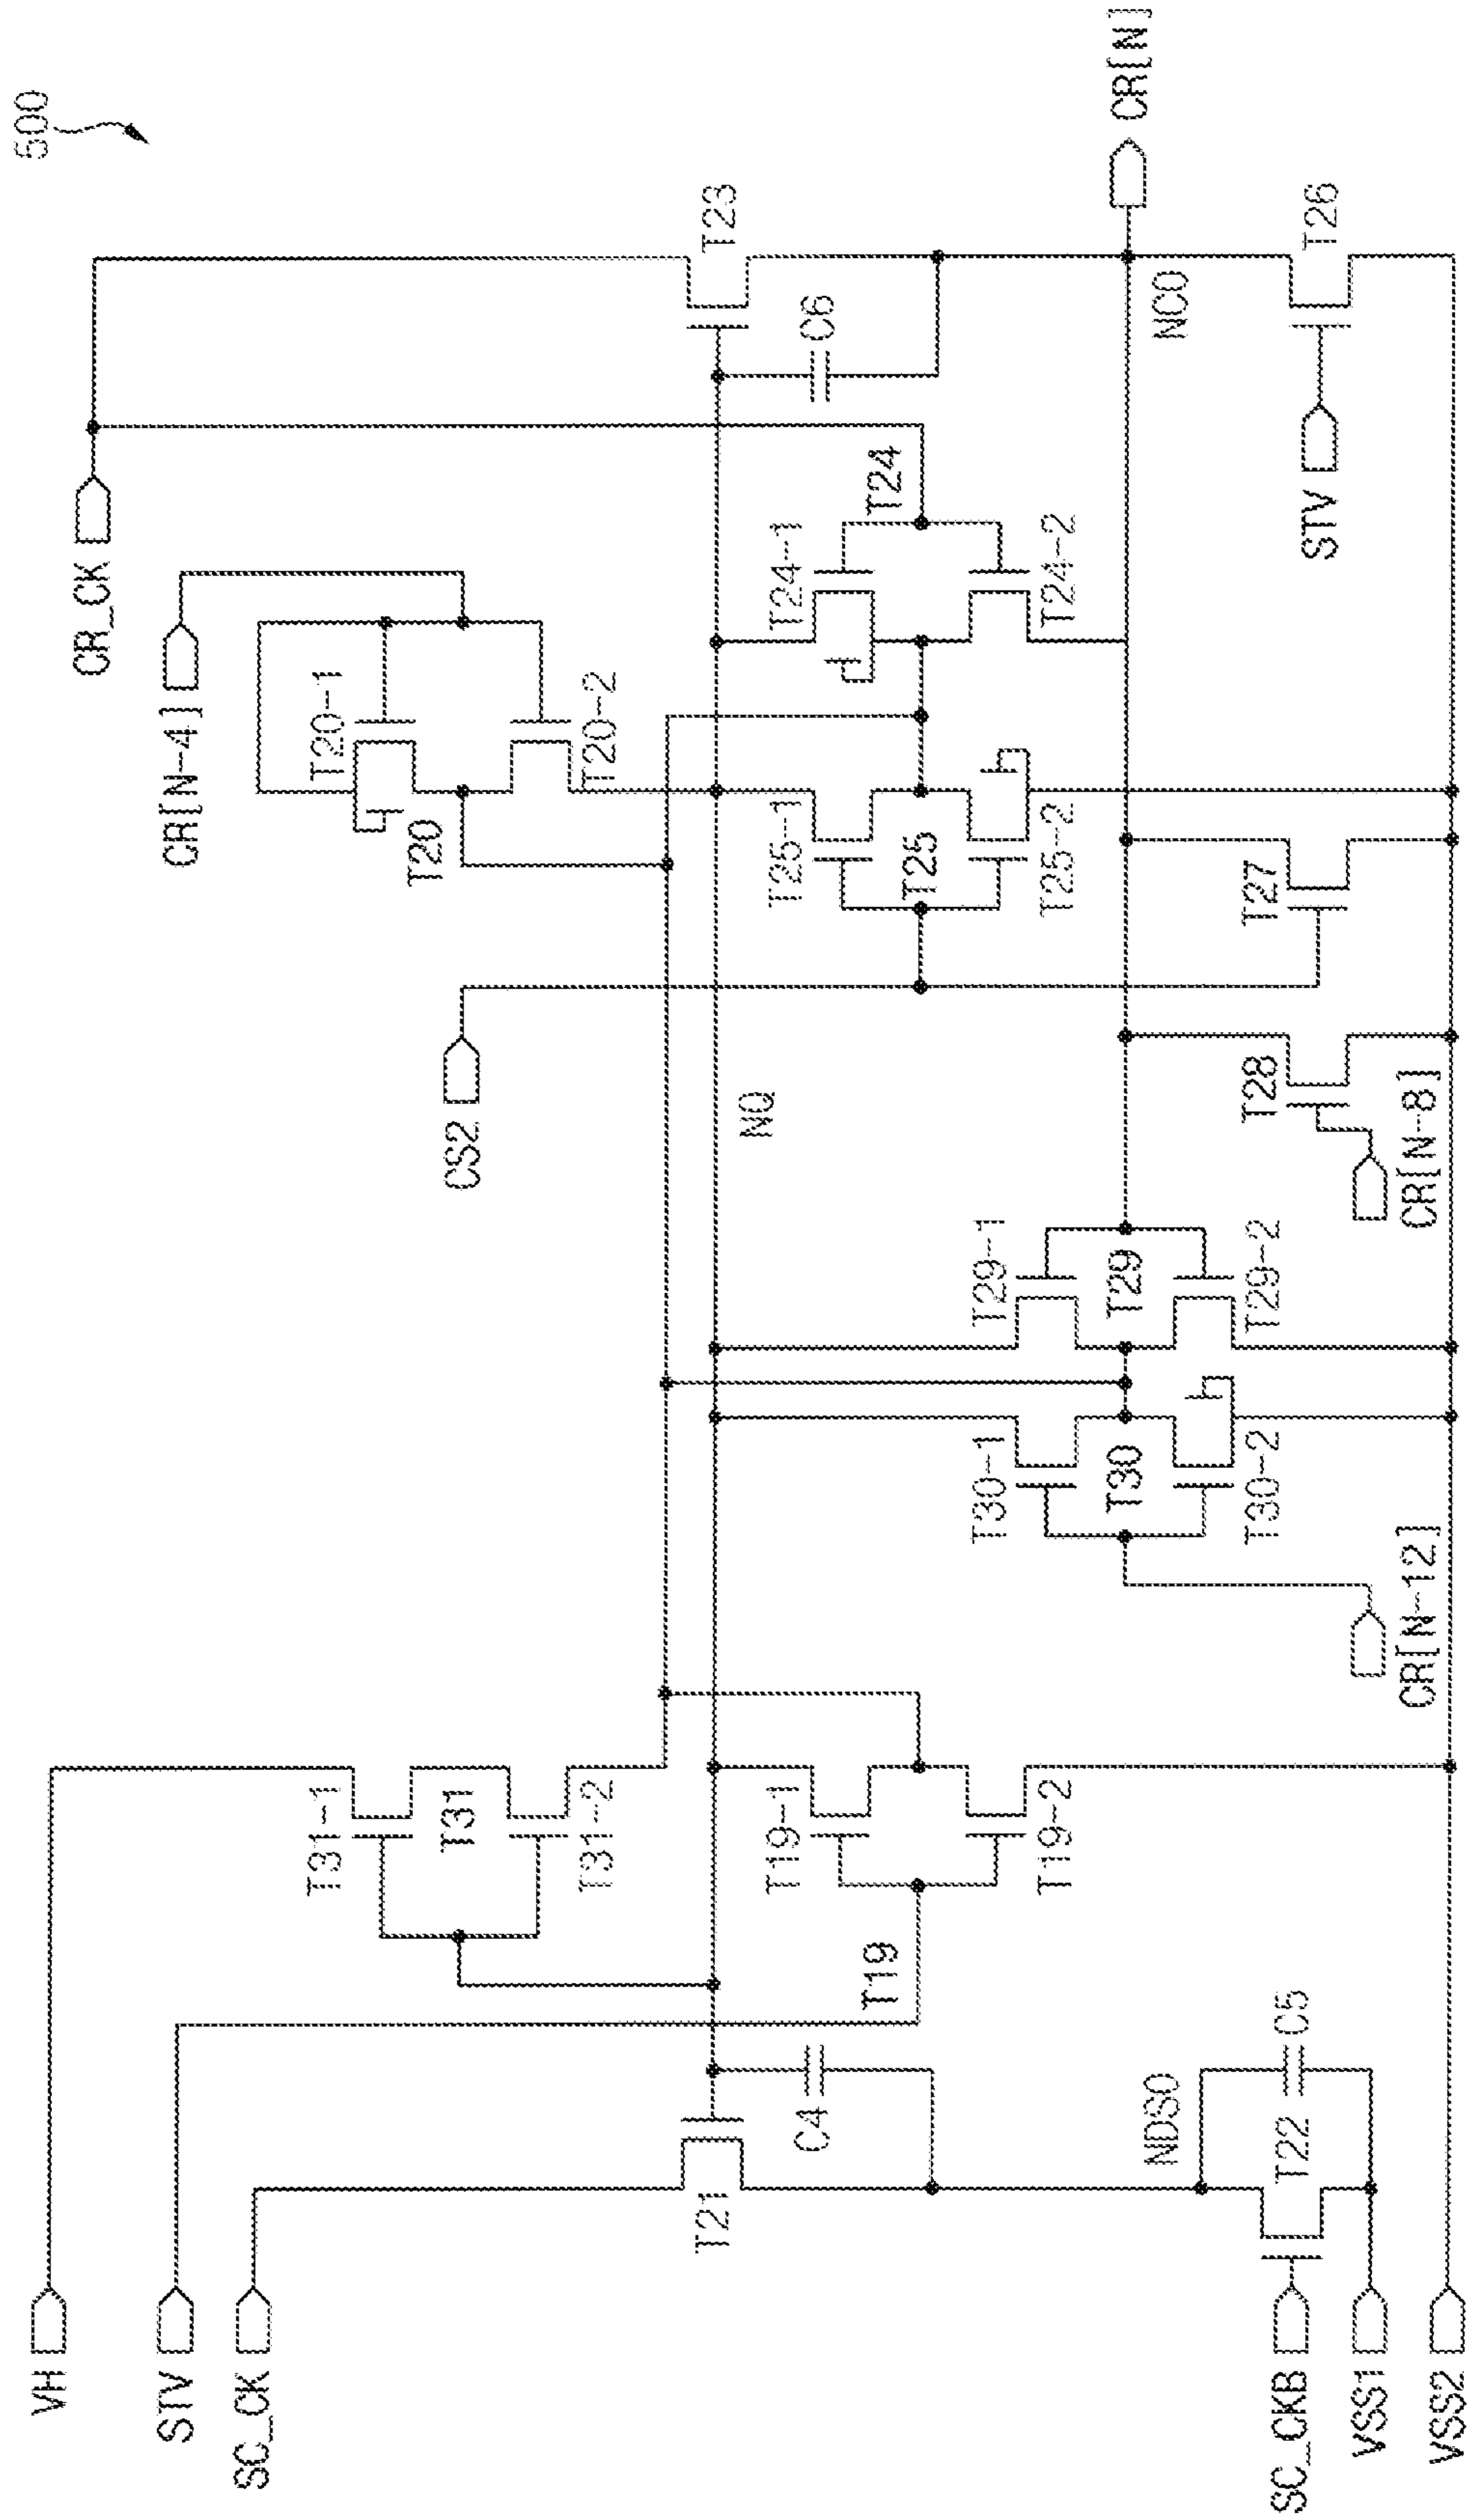 500
VH
STV
SC_CK
SC_CKB
VSS1
VSS2
T21
C4
NDSO
T22
C5
T31-1
T31
T31-2
T19
T19-1
T19-2
CR[N-12]
T30-1
T30
T30-2
T29-1
T29
T29-2
NQ
CS2
CR[N-8]
T28
T27
T25-1
T25
T25-2
T20
T20-1
T20-2
CR[N-4]
CR_CK
T24-1
T24
T24-2
C6
T23
NCO
STV
T26
CR[N]